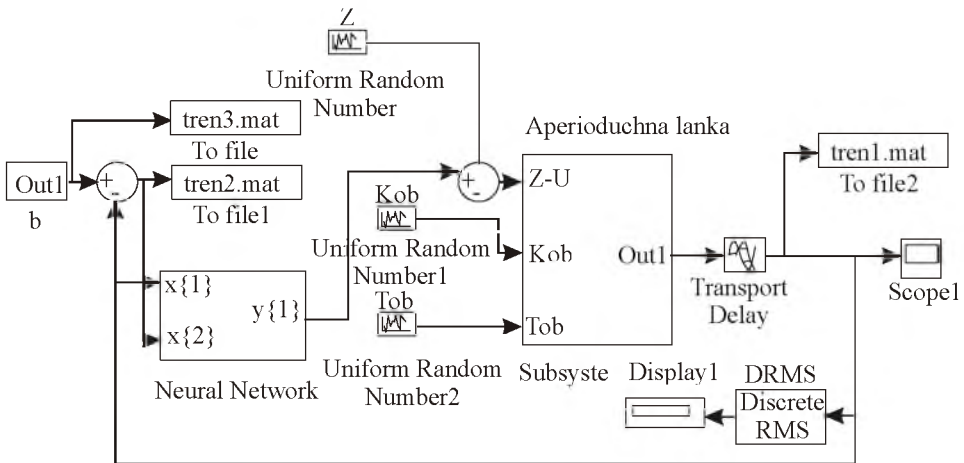 Z
Uniform Random
Number
tren3.mat
To file
Out1
b
+
-
tren2.mat
To file1
Aperioduchna lanka
+
-
Z-U
Kob
Tob
Out1
Subsyste
Kob
Uniform Random
Number1
Tob
Uniform Random
Number2
x{1}
x{2}
y{1}
Neural Network
Transport
Delay
tren1.mat
To file2
Scope1
Display1
DRMS
Discrete
RMS